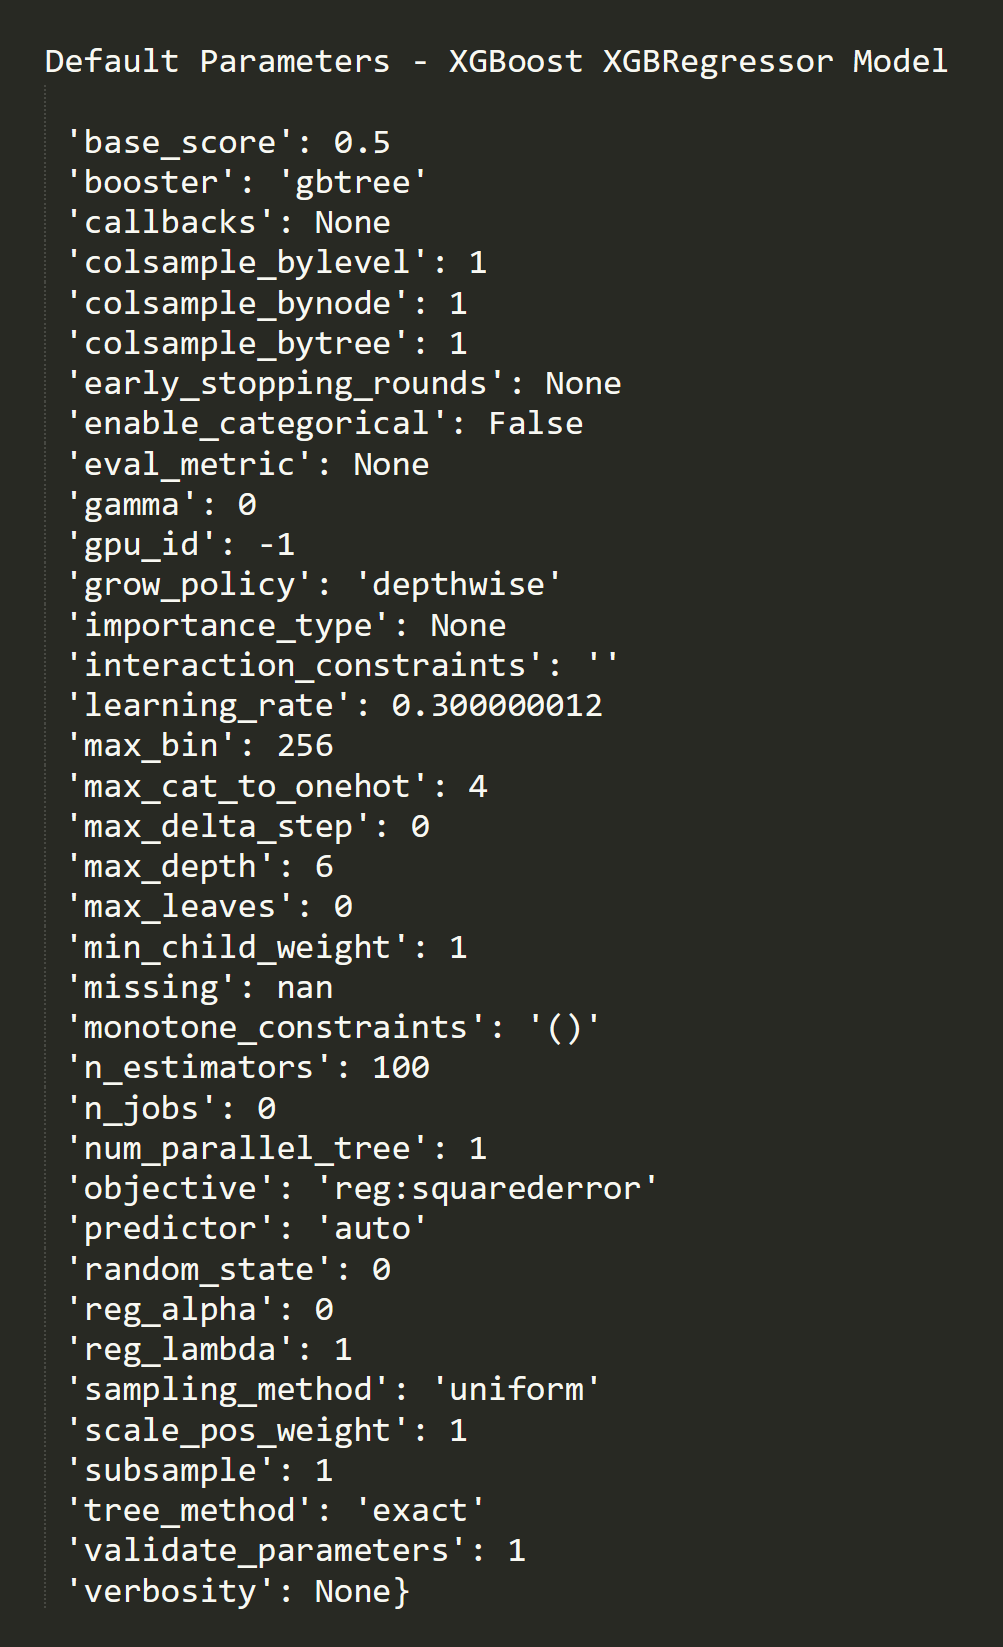 Default Parameters - XGBoost XGBRegressor Model
'base_score': 0.5
'booster': 'gbtree'
'callbacks': None
'colsample_bylevel': 1
'colsample_bynode': 1
'colsample_bytree': 1
'early_stopping_rounds': None
'enable_categorical': False
'eval_metric': None
'gamma': 0
'gpu_id': -1
'grow_policy': 'depthwise'
'importance_type': None
'interaction_constraints': ''
'learning_rate': 0.300000012
'max_bin': 256
'max_cat_to_onehot': 4
'max_delta_step': 0
'max_depth': 6
'max_leaves': 0
'min_child_weight': 1
'missing': nan
'monotone_constraints': '()'
'n_estimators': 100
'n_jobs': 0
'num_parallel_tree': 1
'objective': 'reg:squarederror'
'predictor': 'auto'
'random_state': 0
'reg_alpha': 0
'reg_lambda': 1
'sampling_method': 'uniform'
'scale_pos_weight': 1
'subsample': 1
'tree_method': 'exact'
'validate_parameters': 1
'verbosity': None}